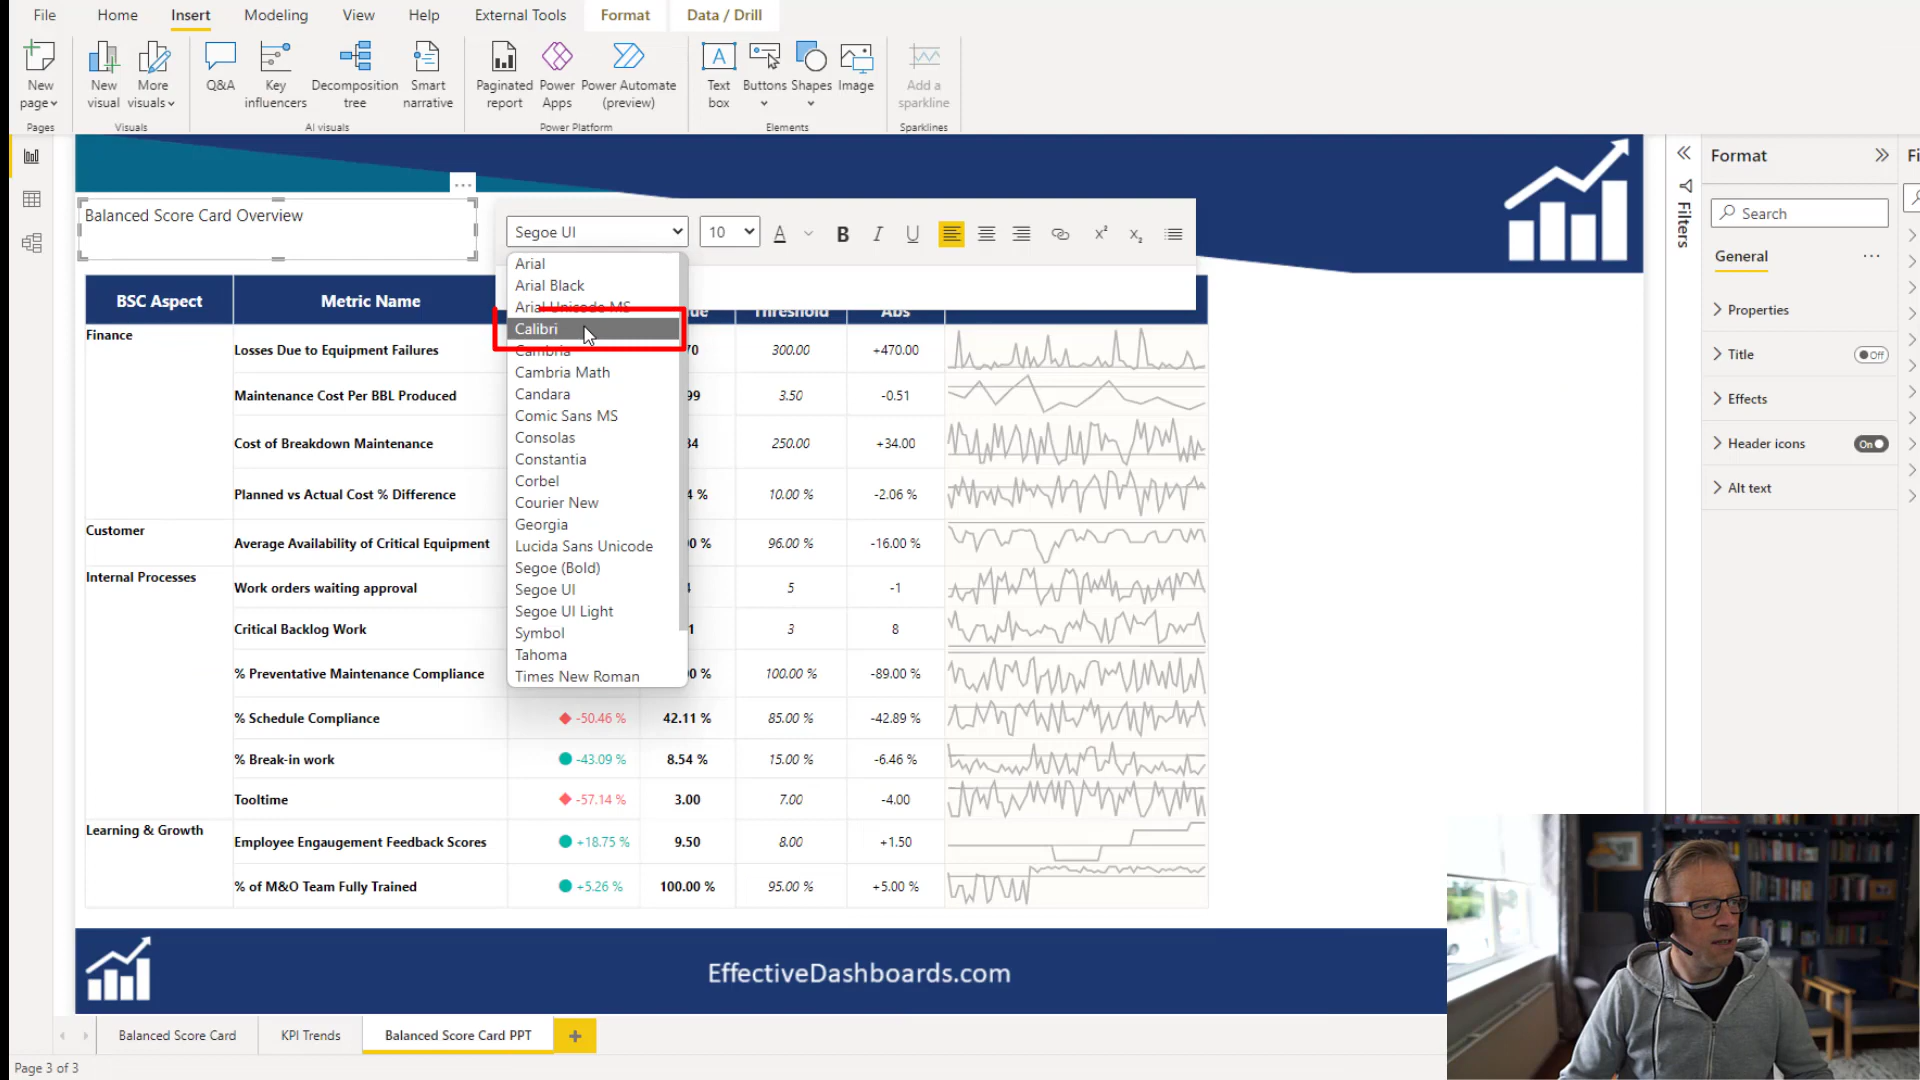 File Home Insert Modeling View Help External Tools Format Data / Drill
New page
New visual
More visuals
Q&A
Key influencers
Decomposition tree
Smart narrative
Paginated report
Power Apps
Power Automate (preview)
Text box
Buttons
Shapes
Image
Add a sparkline
Pages Visuals AI visuals Power Platform Elements Sparklines
Balanced Score Card Overview
Segoe UI 10 A B I U
Arial
Arial Black
Arial Unicode MS
Calibri
Cambria
Cambria Math
Candara
Comic Sans MS
Consolas
Constantia
Corbel
Courier New
Georgia
Lucida Sans Unicode
Segoe (Bold)
Segoe UI
Segoe UI Light
Symbol
Tahoma
Times New Roman
BSC Aspect Metric Name Threshold Abs
Finance
Losses Due to Equipment Failures 300.00 +470.00
Maintenance Cost Per BBL Produced 3.50 -0.51
Cost of Breakdown Maintenance 250.00 +34.00
Planned vs Actual Cost % Difference 10.00 % -2.06 %
Customer
Average Availability of Critical Equipment 96.00 % -16.00 %
Internal Processes
Work orders waiting approval 5 -1
Critical Backlog Work 3 8
% Preventative Maintenance Compliance 100.00 % -89.00 %
% Schedule Compliance -50.46 % 42.11 % 85.00 % -42.89 %
% Break-in work -43.09 % 8.54 % 15.00 % -6.46 %
Tooltime -57.14 % 3.00 7.00 -4.00
Learning & Growth
Employee Engaugement Feedback Scores +18.75 % 9.50 8.00 +1.50
% of M&O Team Fully Trained +5.26 % 100.00 % 95.00 % +5.00 %
EffectiveDashboards.com
Filters
Format
Search
General
Properties
Title Off
Effects
Header icons On
Alt text
Balanced Score Card KPI Trends Balanced Score Card PPT
Page 3 of 3